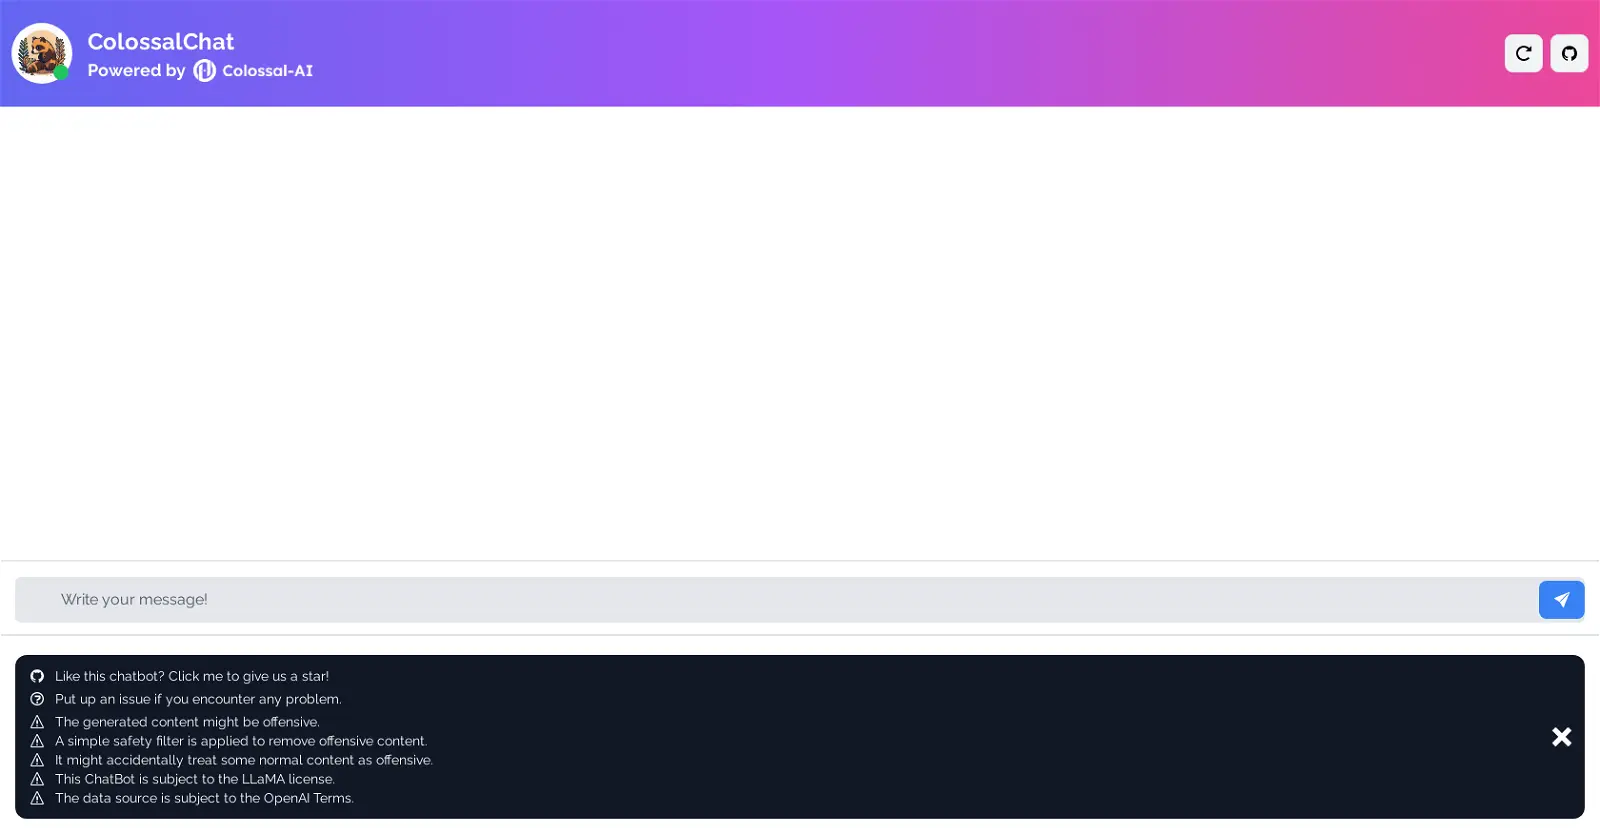 ColossalChat
Powered by Colossal-AI
Write your message!
Like this chatbot? Click me to give us a star!
Put up an issue if you encounter any problem.
The generated content might be offensive.
A simple safety filter is applied to remove offensive content.
It might accidentally treat some normal content as offensive.
This ChatBot is subject to the LLaMA license.
The data source is subject to the OpenAI Terms.